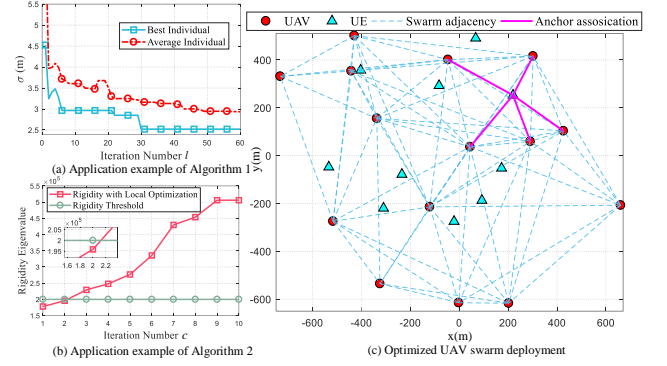 5.5
5
4.5
4
3.5
3
2.5
σ (m)
Best Individual
Average Individual
0 10 20 30 40 50 60
Iteration Number l
(a) Application example of Algorithm 1
×10⁵
5.5
5
4.5
4
3.5
3
2.5
2
1.5
Rigidity Eigenvalue
Rigidity with Local Optimization
Rigidity Threshold
×10⁵
2.05
2
1.95
1.6 1.8 2 2.2
1 2 3 4 5 6 7 8 9 10
Iteration Number c
(b) Application example of Algorithm 2
UAV UE Swarm adjacency Anchor assosication
400
200
0
-200
-400
-600
y(m)
-600 -400 -200 0 200 400 600
x(m)
(c) Optimized UAV swarm deployment